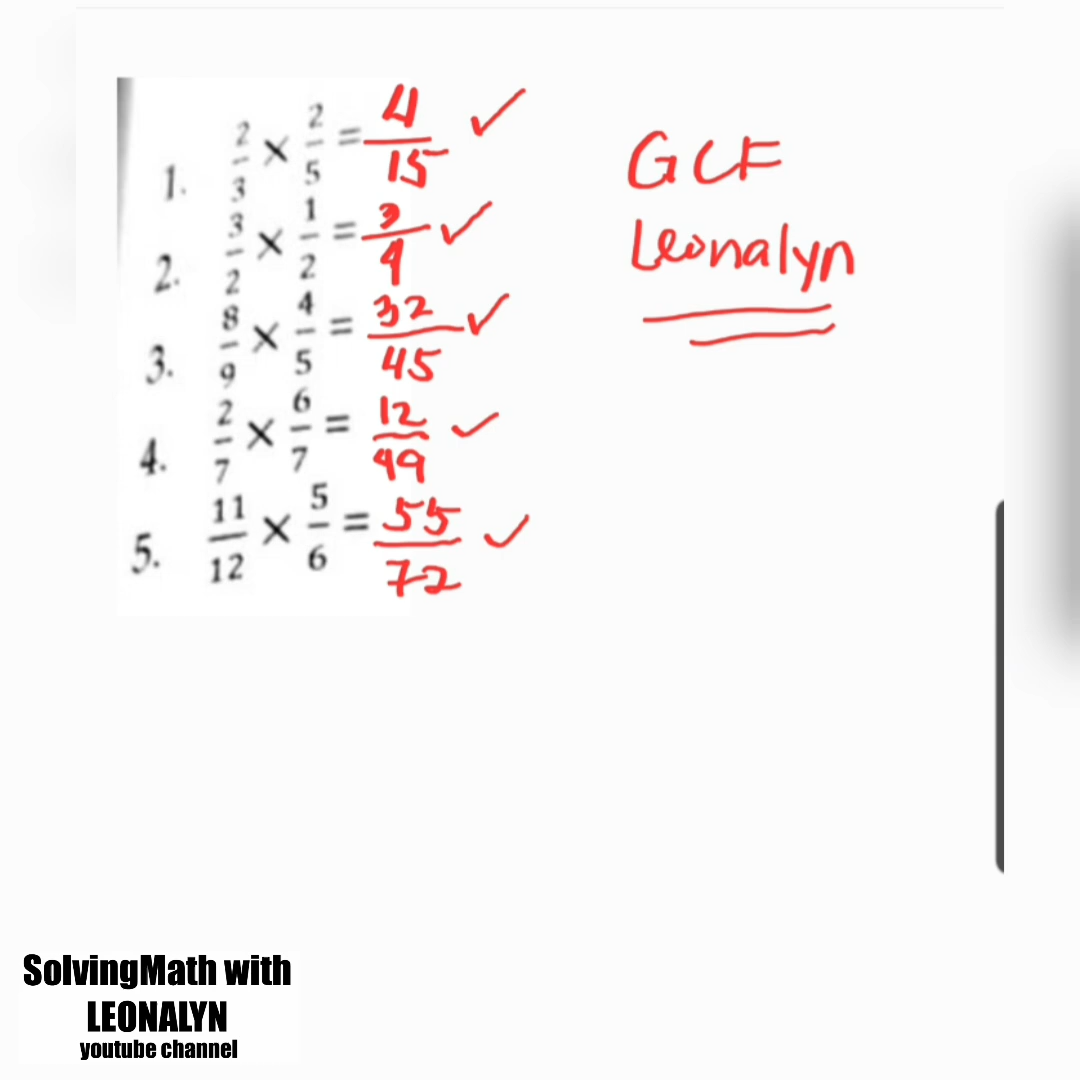 1. 2/3 × 2/5 = 4/15 ✓
2. 3/2 × 1/2 = 3/4 ✓
3. 8/9 × 4/5 = 32/45 ✓
4. 2/7 × 6/7 = 12/49 ✓
5. 11/12 × 5/6 = 55/72 ✓
GCF
Leonalyn
SolvingMath with
LEONALYN
youtube channel